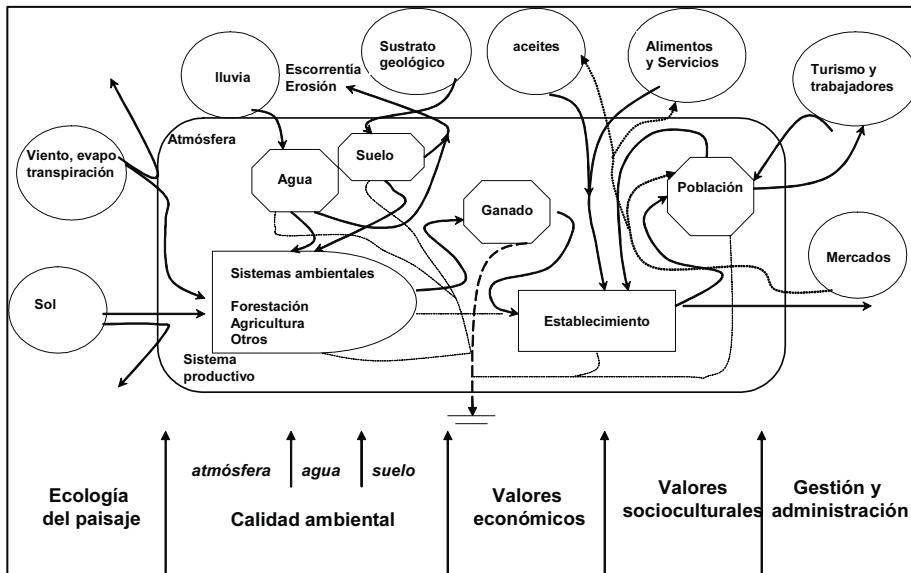 lluvia
Escorrentía
Erosión
Sustrato
geológico
aceites
Alimentos
y Servicios
Turismo y
trabajadores
Atmósfera
Viento, evapo
transpiración
Agua
Suelo
Ganado
Población
Mercados
Sol
Sistemas ambientales
Forestación
Agricultura
Otros
Establecimiento
Sistema
productivo
atmósfera
agua
suelo
Ecología
del paisaje
Calidad ambiental
Valores
económicos
Valores
socioculturales
Gestión y
administración